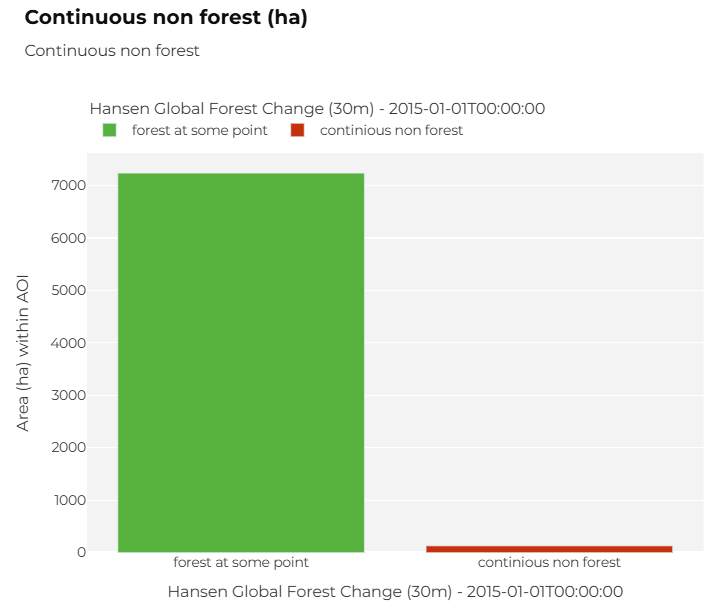 Continuous non forest (ha)
Continuous non forest
Hansen Global Forest Change (30m) - 2015-01-01T00:00:00
forest at some point
continious non forest
7000
6000
5000
4000
3000
2000
1000
0
Area (ha) within AOI
forest at some point
continious non forest
Hansen Global Forest Change (30m) - 2015-01-01T00:00:00